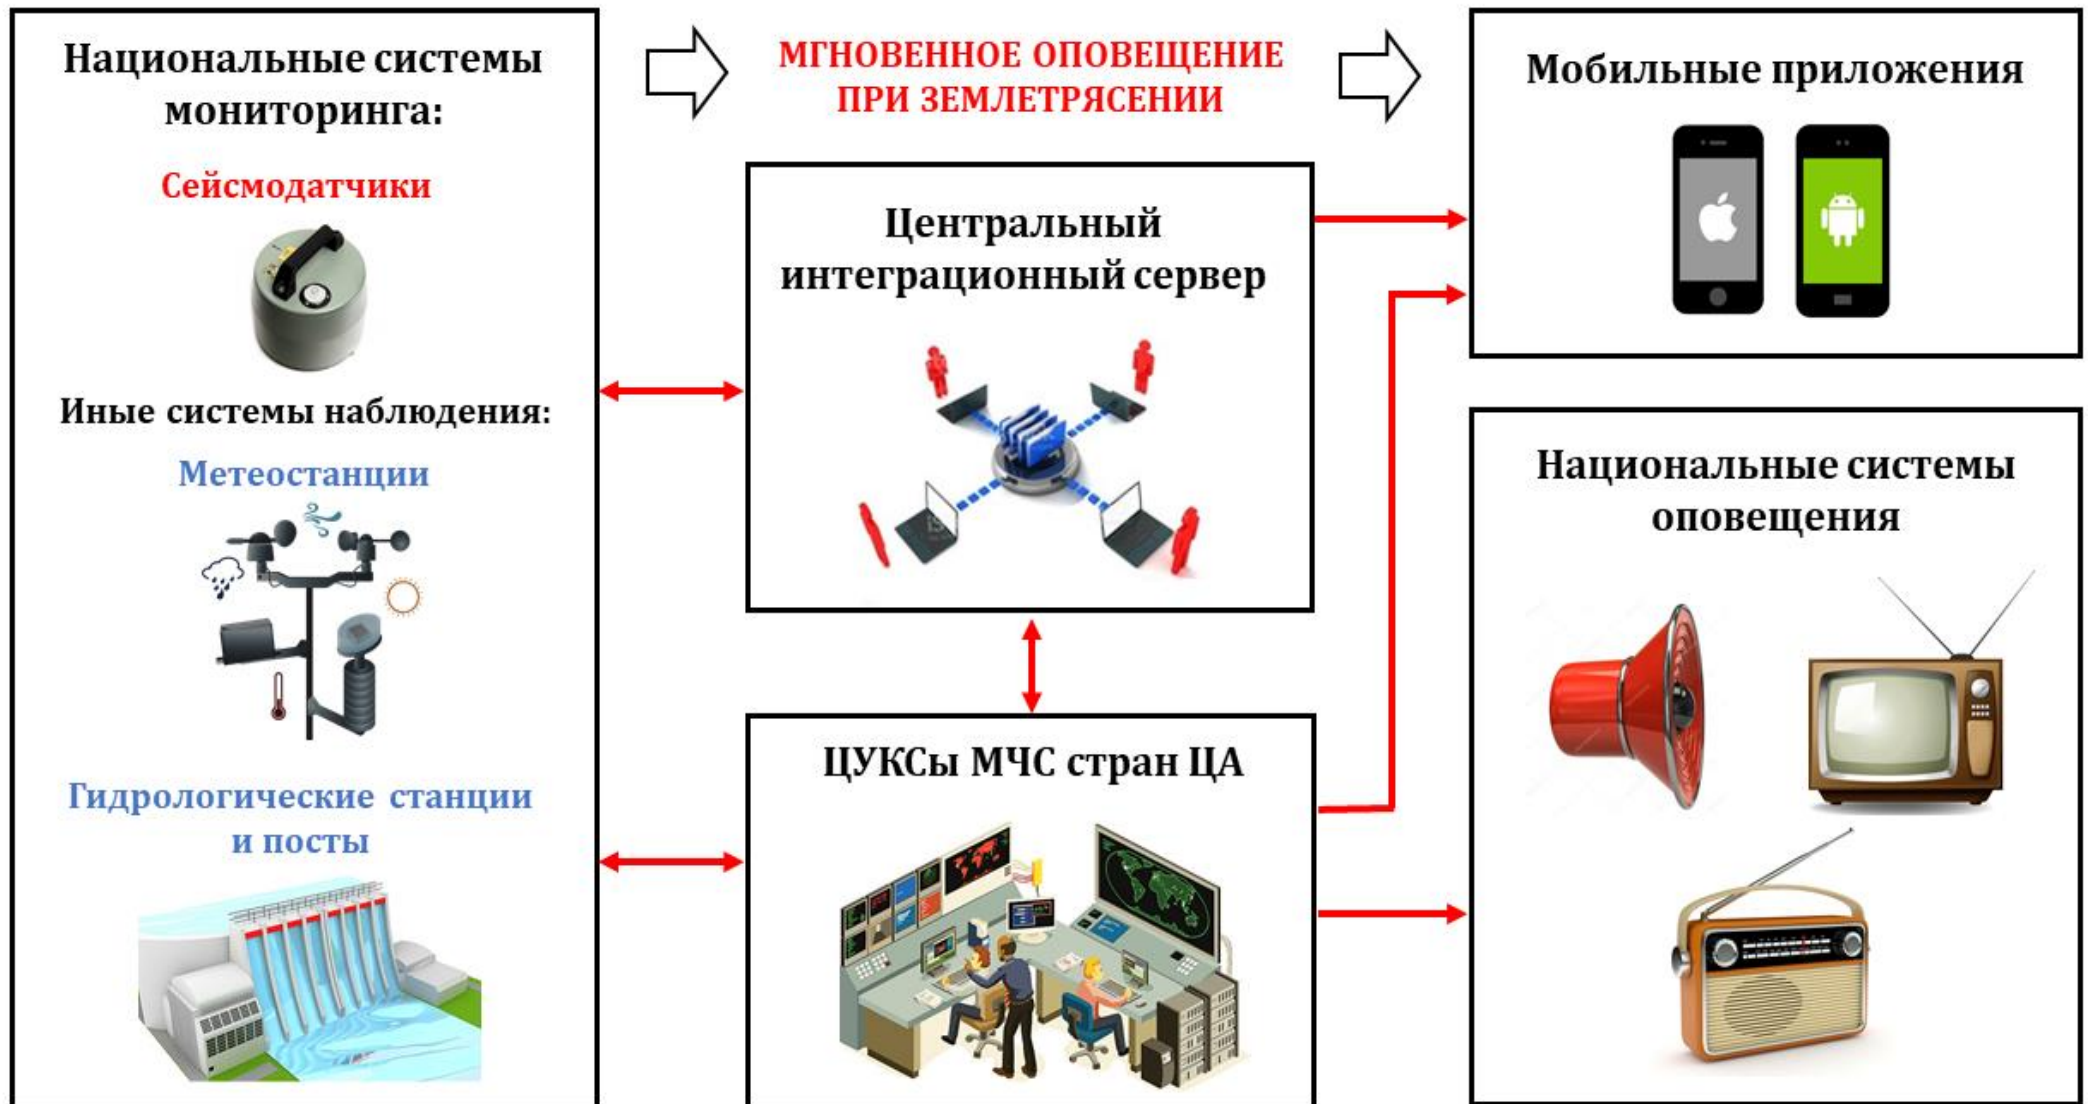 Национальные системы
мониторинга:
Сейсмодатчики
Иные системы наблюдения:
Метеостанции
Гидрологические станции
и посты
МГНОВЕННОЕ ОПОВЕЩЕНИЕ
ПРИ ЗЕМЛЕТРЯСЕНИИ
Центральный
интеграционный сервер
ЦУКСы МЧС стран ЦА
Мобильные приложения
Национальные системы
оповещения